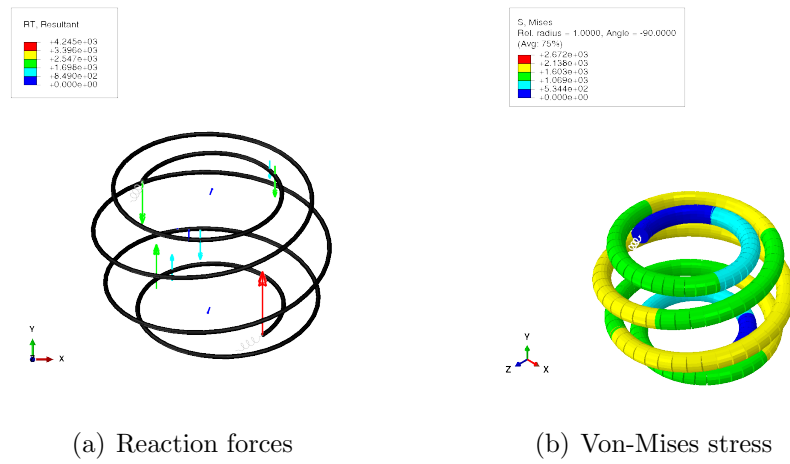 RT, Resultant
+4.245e+03
+3.396e+03
+2.547e+03
+1.698e+03
+8.490e+02
+0.000e+00
S, Mises
Rel. radius = 1.0000, Angle = -90.0000
(Avg: 75%)
+2.672e+03
+2.138e+03
+1.603e+03
+1.069e+03
+5.344e+02
+0.000e+00
Y
X
Y
Z
X
(a) Reaction forces
(b) Von-Mises stress